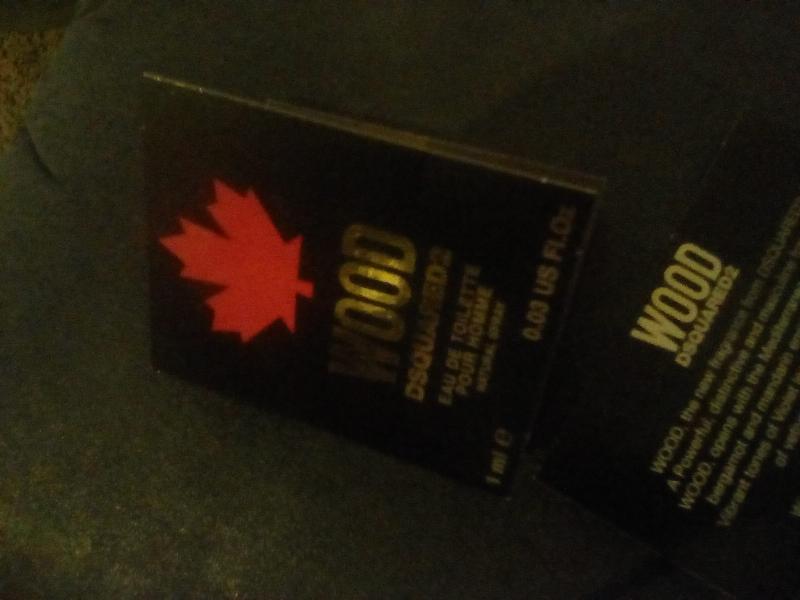 WOOD
DSQUARED2
EAU DE TOILETTE
POUR HOMME
NATURAL SPRAY
1 ml e 0.03 US Fl.Oz.
WOOD
DSQUARED2
WOOD, the new fragrance from DSQUARED2
A Powerful, distinctive and masculine
WOOD, opens with the Mediterranean
bergamot and mandarin
Vibrant tones of
of